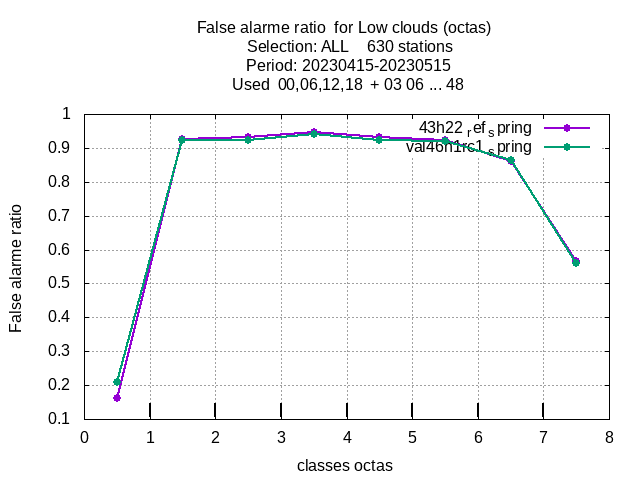 False alarme ratio  for Low clouds (octas)
Selection: ALL    630 stations
Period: 20230415-20230515
Used  00,06,12,18  + 03 06 ... 48
43h22_ref_spring
val46h1rc1_spring
1
0.9
0.8
0.7
0.6
0.5
0.4
0.3
0.2
0.1
False alarme ratio
0 1 2 3 4 5 6 7 8
classes octas